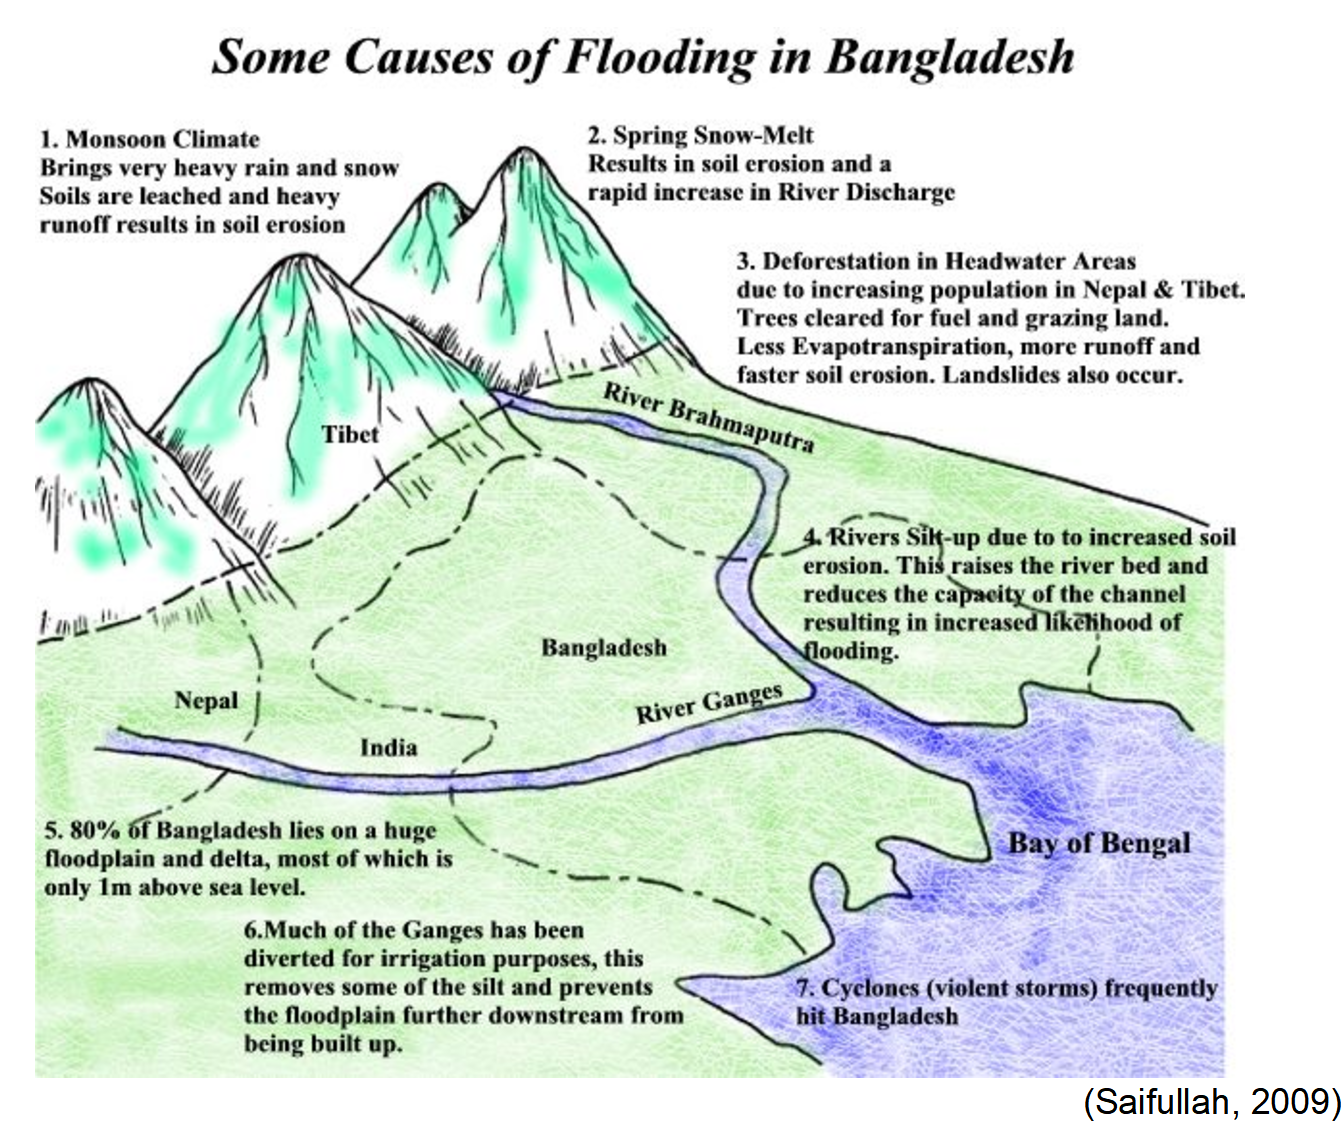 Some Causes of Flooding in Bangladesh
1. Monsoon Climate
Brings very heavy rain and snow
Soils are leached and heavy
runoff results in soil erosion
2. Spring Snow-Melt
Results in soil erosion and a
rapid increase in River Discharge
3. Deforestation in Headwater Areas
due to increasing population in Nepal & Tibet.
Trees cleared for fuel and grazing land.
Less Evapotranspiration, more runoff and
faster soil erosion. Landslides also occur.
River Brahmaputra
Tibet
4. Rivers Silt-up due to to increased soil
erosion. This raises the river bed and
reduces the capacity of the channel
resulting in increased likelihood of
flooding.
Bangladesh
Nepal
River Ganges
India
5. 80% of Bangladesh lies on a huge
floodplain and delta, most of which is
only 1m above sea level.
Bay of Bengal
6.Much of the Ganges has been
diverted for irrigation purposes, this
removes some of the silt and prevents
the floodplain further downstream from
being built up.
7. Cyclones (violent storms) frequently
hit Bangladesh
(Saifullah, 2009)